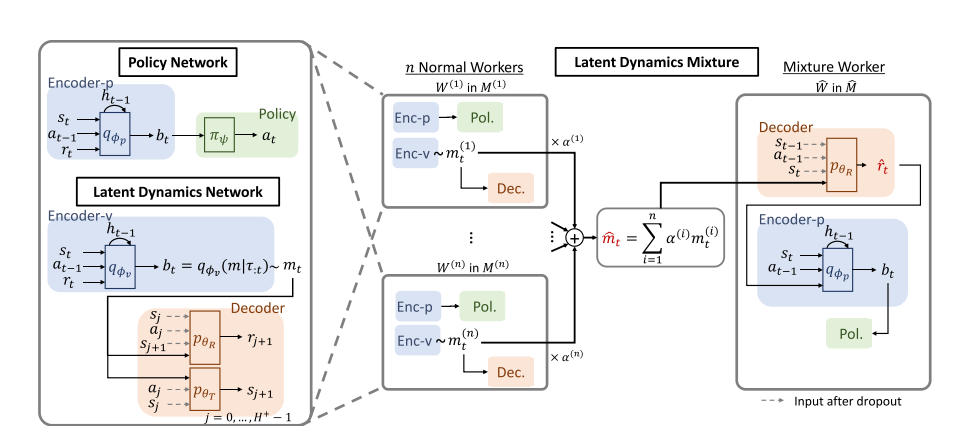 Policy Network
Encoder-p
h_{t−1}
s_t
a_{t−1}
r_t
q_{ϕ_p}
b_t
Policy
π_ψ
a_t
Latent Dynamics Network
Encoder-v
h_{t−1}
s_t
a_{t−1}
r_t
q_{ϕ_v}
b_t = q_{ϕ_v}(m|τ_{:t}) ~ m_t
Decoder
s_j
a_j
s_{j+1}
p_{θ_R}
r_{j+1}
a_j
s_j
p_{θ_T}
s_{j+1}
j = 0, … , H⁺ − 1
n Normal Workers
W^{(1)} in M^{(1)}
Enc-p
Pol.
Enc-v ~ m_t^{(1)}
Dec.
× α^{(1)}
⋮
W^{(n)} in M^{(n)}
Enc-p
Pol.
Enc-v ~ m_t^{(n)}
Dec.
× α^{(n)}
Latent Dynamics Mixture
⋮
+
m̂_t = ∑_{i=1}^{n} α^{(i)} m_t^{(i)}
Mixture Worker
Ŵ in M̂
Decoder
s_{t−1}
a_{t−1}
s_t
p_{θ_R}
r̂_t
Encoder-p
h_{t−1}
s_t
a_{t−1}
q_{ϕ_p}
b_t
Pol.
Input after dropout